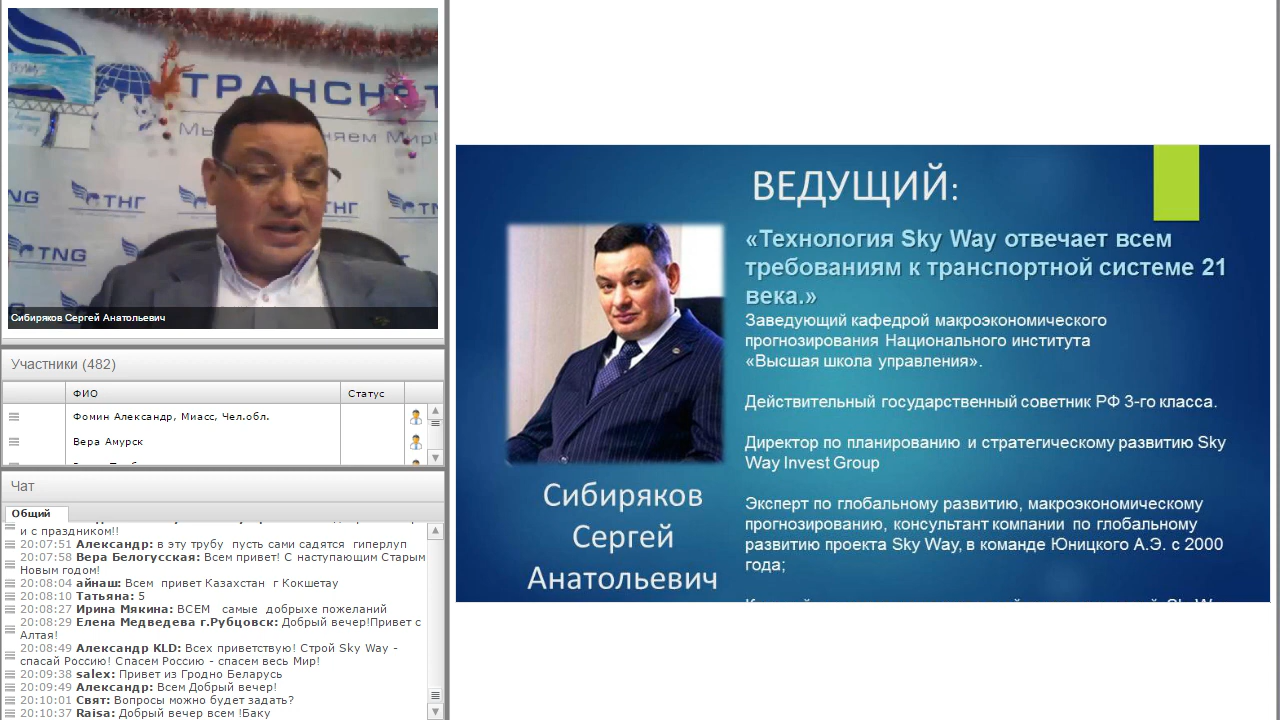 ТРАНСНЕТ
Мы
няем Мир!
TNG
ТНГ
ТНГ
TNG
TNG
Сибиряков Сергей Анатольевич
Участники (482)
ФИО
Статус
Фомин Александр, Миасс, Чел.обл.
Вера Амурск
Чат
Общий
и с праздником!!
20:07:51 Александр: в эту трубу пусть сами садятся гиперлуп
20:07:58 Вера Белогусская: Всем привет! С наступающим Старым
Новым годом!
20:08:04 айнаш: Всем привет Казахстан г Кокшетау
20:08:10 Татьяна: 5
20:08:27 Ирина Мякина: ВСЕМ самые добрыхе пожеланий
20:08:29 Елена Медведева г.Рубцовск: Добрый вечер!Привет с
Алтая!
20:08:49 Александр KLD: Всех приветствую! Строй Sky Way -
спасай Россию! Спасем Россию - спасем весь Мир!
20:09:38 salex: Привет из Гродно Беларусь
20:09:49 Александр: Всем Добрый вечер!
20:10:01 Свят: Вопросы можно будет задать?
20:10:37 Raisa: Добрый вечер всем !Баку
ВЕДУЩИЙ:
«Технология Sky Way отвечает всем
требованиям к транспортной системе 21
века.»
Заведующий кафедрой макроэкономического
прогнозирования Национального института
«Высшая школа управления».
Действительный государственный советник РФ 3-го класса.
Директор по планированию и стратегическому развитию Sky
Way Invest Group
Эксперт по глобальному развитию, макроэкономическому
прогнозированию, консультант компании по глобальному
развитию проекта Sky Way, в команде Юницкого А.Э. с 2000
года;
Сибиряков
Сергей
Анатольевич